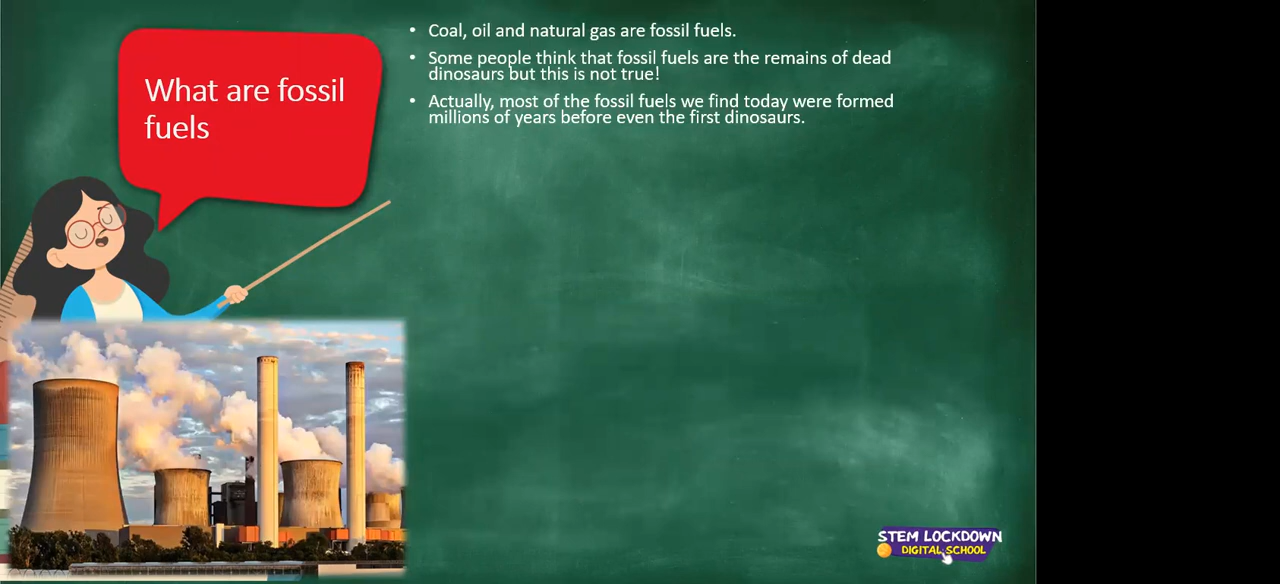 What are fossil
fuels
• Coal, oil and natural gas are fossil fuels.
• Some people think that fossil fuels are the remains of dead
dinosaurs but this is not true!
• Actually, most of the fossil fuels we find today were formed
millions of years before even the first dinosaurs.
STEM LOCKDOWN
DIGITAL SCHOOL